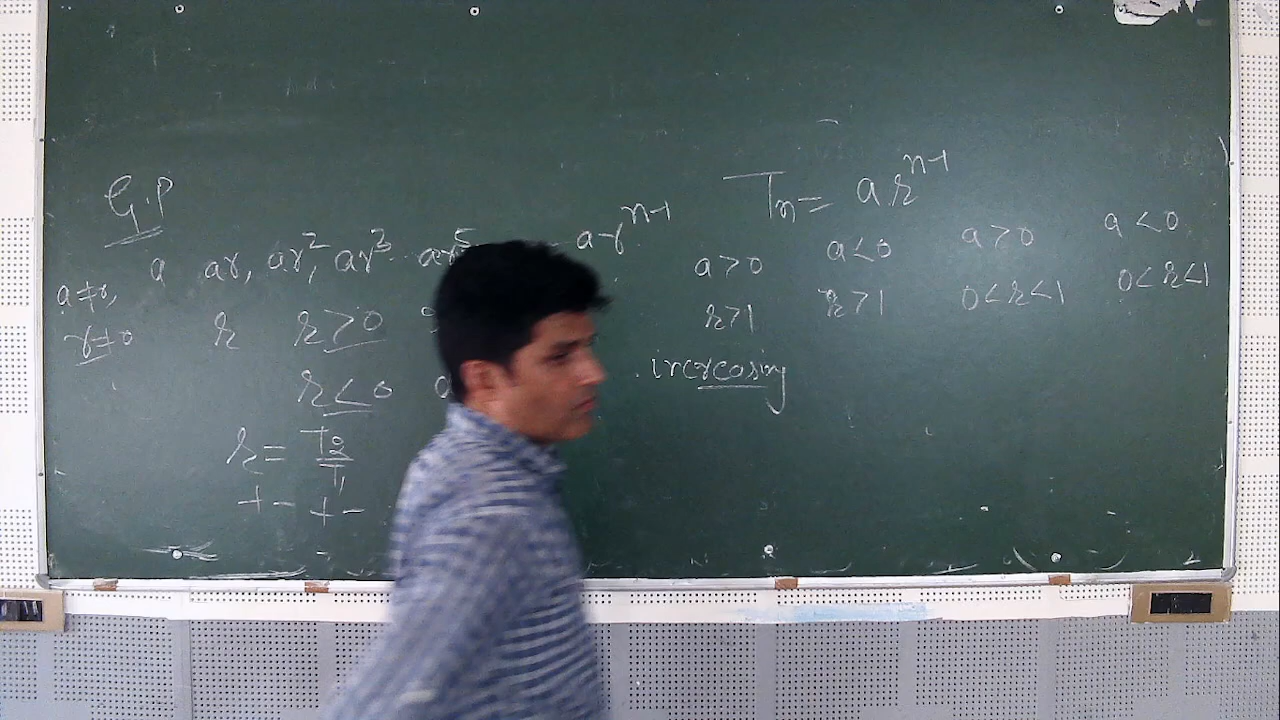 G.P
a ar, ar², ar³ .. ar⁵ ar^{n-1}
a≠r,
r≠0
r r>0
r<0
r = T₂/T₁
+ - + -
Tₙ = ar^{n-1}
a>0 a<0 a>0 a<0
r>1 r>1 0<r<1 0<r<1
increasing